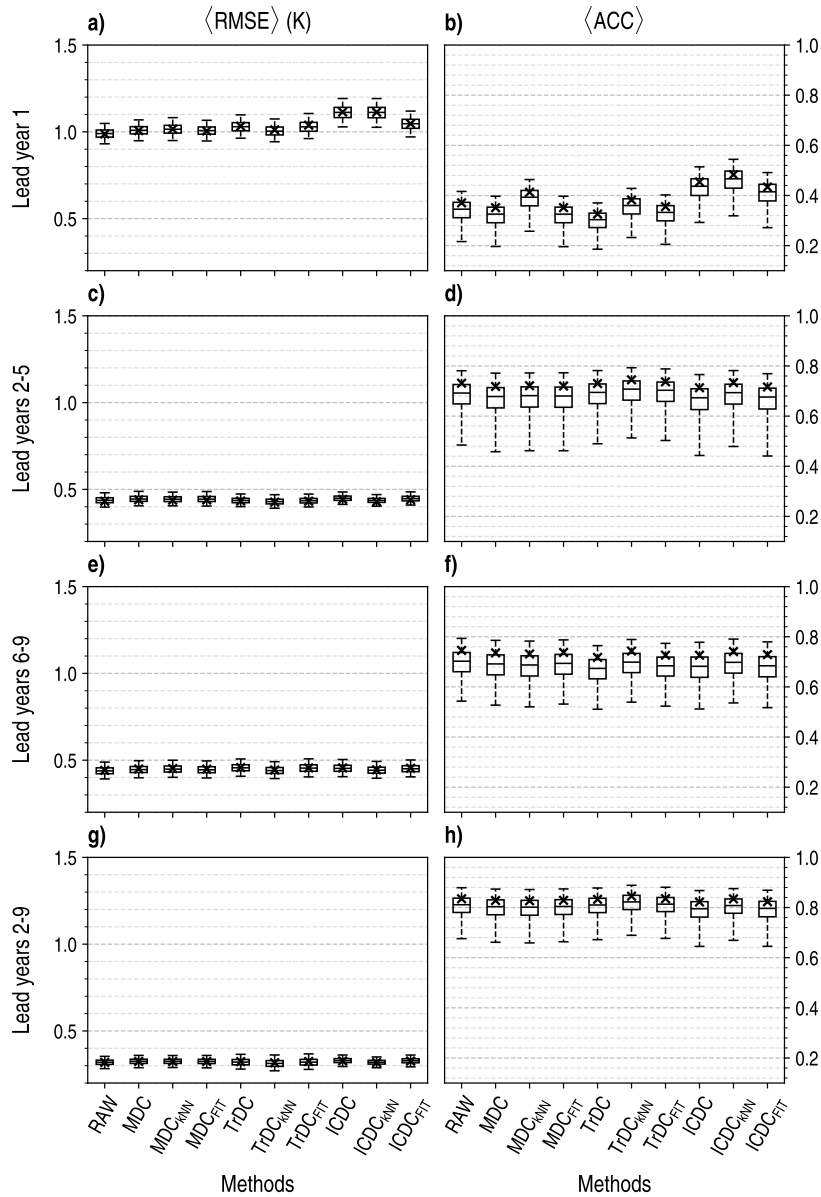 ⟨RMSE⟩ (K)
⟨ACC⟩
a)
b)
Lead year 1
1.5
1.0
0.5
1.0
0.8
0.6
0.4
0.2
c)
d)
Lead years 2-5
1.5
1.0
0.5
1.0
0.8
0.6
0.4
0.2
e)
f)
Lead years 6-9
1.5
1.0
0.5
1.0
0.8
0.6
0.4
0.2
g)
h)
Lead years 2-9
1.5
1.0
0.5
1.0
0.8
0.6
0.4
0.2
RAW
MDC
MDCkNN
MDCFIT
TrDC
TrDCkNN
TrDCFIT
ICDC
ICDCkNN
ICDCFIT
RAW
MDC
MDCkNN
MDCFIT
TrDC
TrDCkNN
TrDCFIT
ICDC
ICDCkNN
ICDCFIT
Methods
Methods